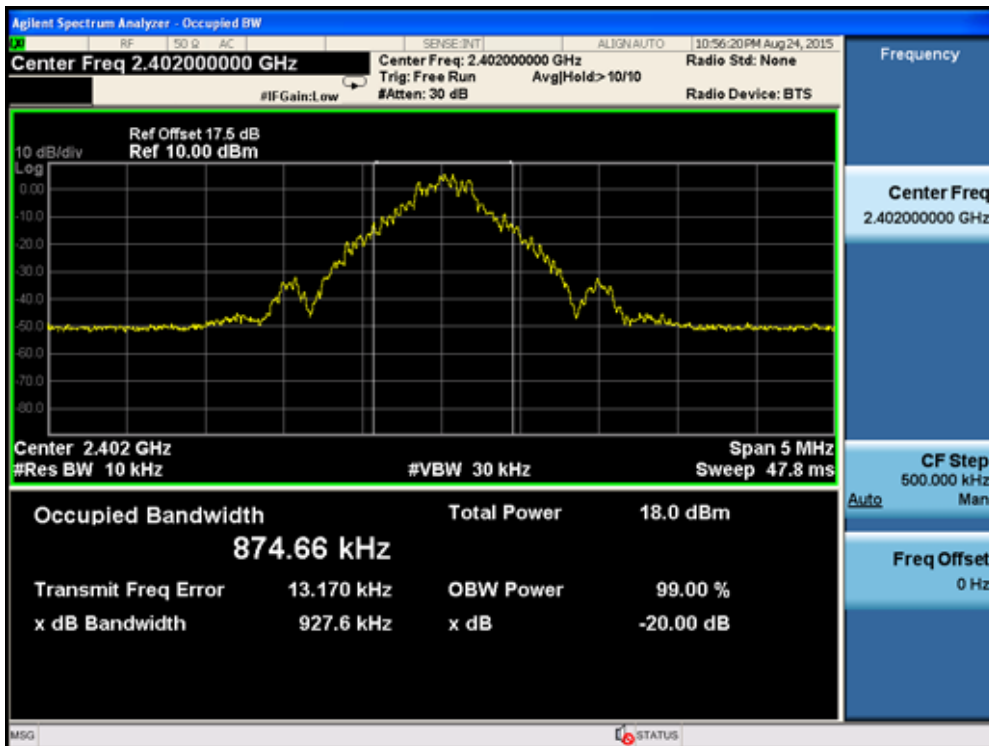 Agilent Spectrum Analyzer - Occupied BW
LXI RF 50 Ω AC SENSE:INT ALIGN AUTO 10:56:20 PM Aug 24, 2015
Center Freq 2.402000000 GHz
Center Freq: 2.402000000 GHz
Radio Std: None
Trig: Free Run Avg|Hold:> 10/10
#IFGain:Low
#Atten: 30 dB
Radio Device: BTS
Ref Offset 17.5 dB
10 dB/div Ref 10.00 dBm
Log
0.00
-10.0
-20.0
-30.0
-40.0
-50.0
-60.0
-70.0
-80.0
Center 2.402 GHz
Span 5 MHz
#Res BW 10 kHz
#VBW 30 kHz
Sweep 47.8 ms
Occupied Bandwidth
Total Power 18.0 dBm
874.66 kHz
Transmit Freq Error 13.170 kHz
OBW Power 99.00 %
x dB Bandwidth 927.6 kHz
x dB -20.00 dB
Frequency
Center Freq
2.402000000 GHz
CF Step
500.000 kHz
Auto Man
Freq Offset
0 Hz
MSG
STATUS